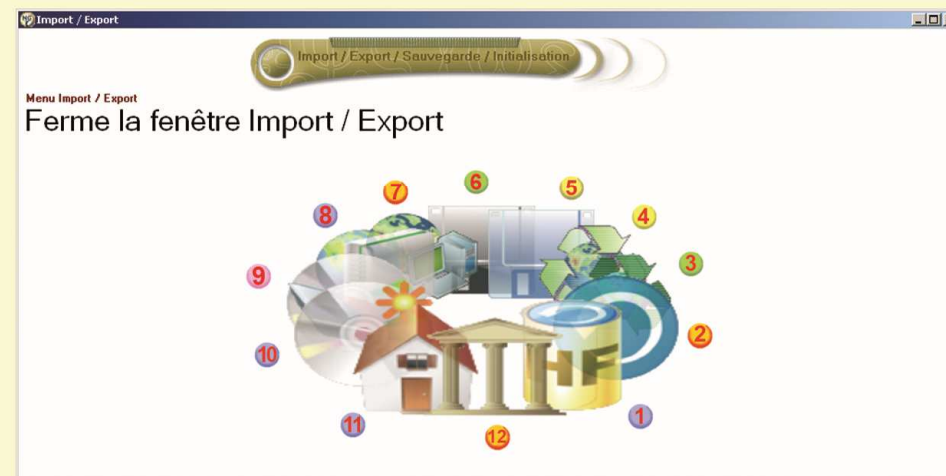 Import / Export
Import / Export / Sauvegarde / Initialisation
Menu Import / Export
Ferme la fenêtre Import / Export
6
5
7
4
8
3
9
2
10
HF
1
11
12